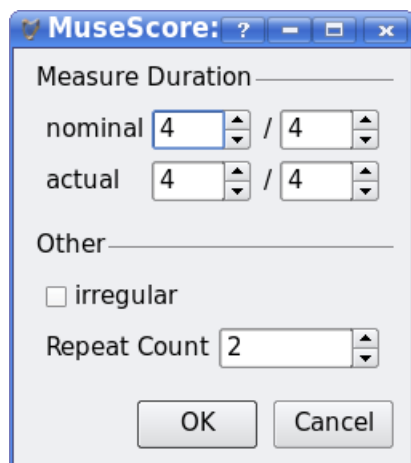 MuseScore: ?
Measure Duration
nominal 4 / 4
actual 4 / 4
Other
irregular
Repeat Count 2
OK Cancel